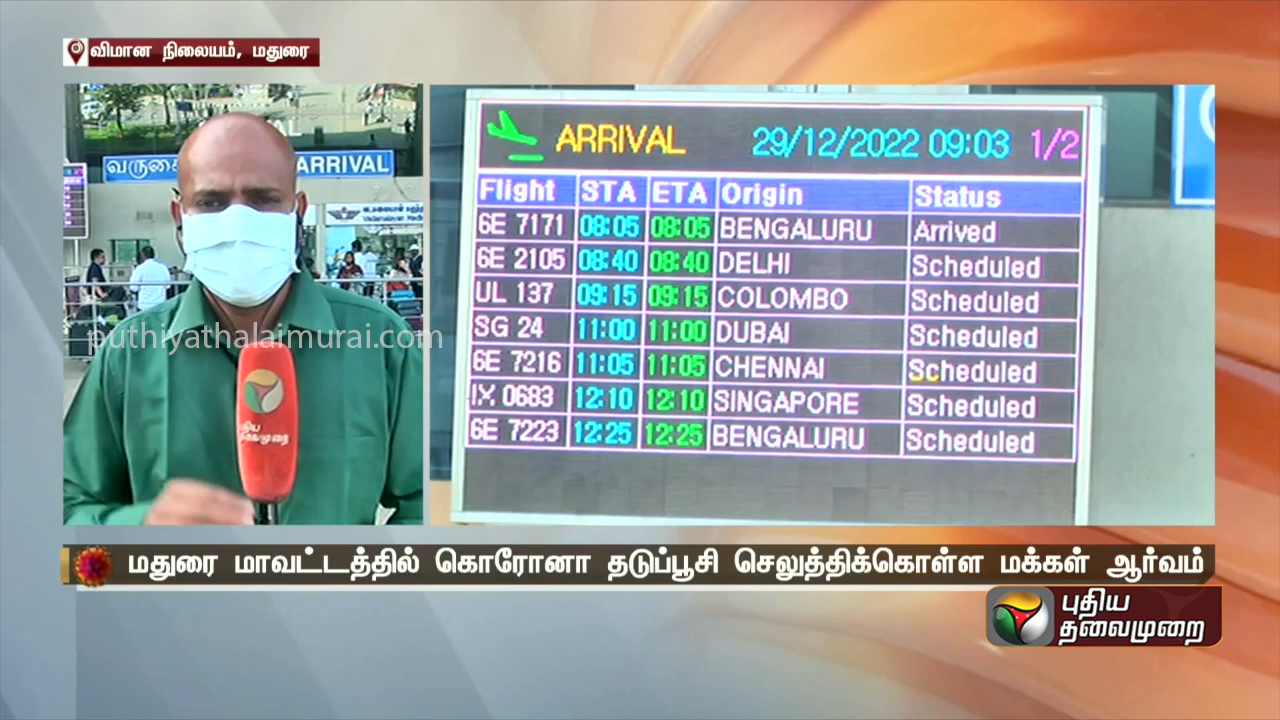 விமான நிலையம், மதுரை
வருகை ARRIVAL
puthiyathalaimurai.com
புதிய
தலைமுறை
ARRIVAL 29/12/2022 09:03 1/2
Flight STA ETA Origin Status
6E 7171 08:05 08:05 BENGALURU Arrived
6E 2105 08:40 08:40 DELHI Scheduled
UL 137 09:15 09:15 COLOMBO Scheduled
SG 24 11:00 11:00 DUBAI Scheduled
6E 7216 11:05 11:05 CHENNAI Scheduled
IX 0683 12:10 12:10 SINGAPORE Scheduled
6E 7223 12:25 12:25 BENGALURU Scheduled
மதுரை மாவட்டத்தில் கொரோனா தடுப்பூசி செலுத்திக்கொள்ள மக்கள் ஆர்வம்
புதிய
தலைமுறை